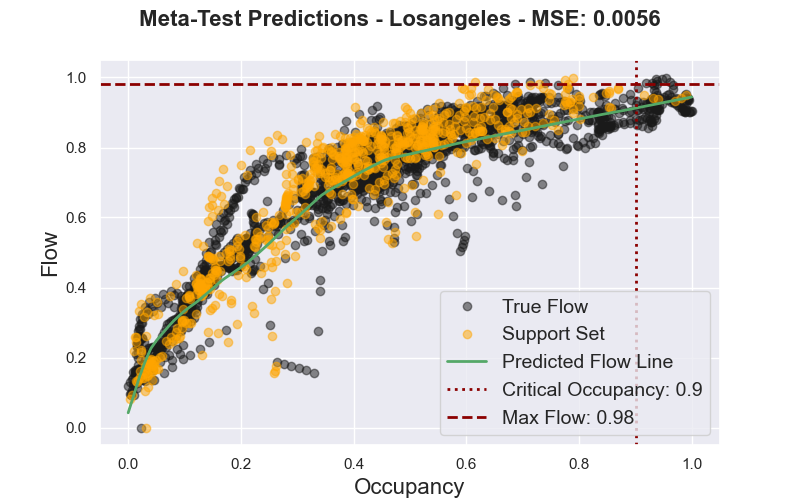 Meta-Test Predictions - Losangeles - MSE: 0.0056
1.0
0.8
0.6
0.4
0.2
0.0
Flow
True Flow
Support Set
Predicted Flow Line
Critical Occupancy: 0.9
Max Flow: 0.98
0.0 0.2 0.4 0.6 0.8 1.0
Occupancy